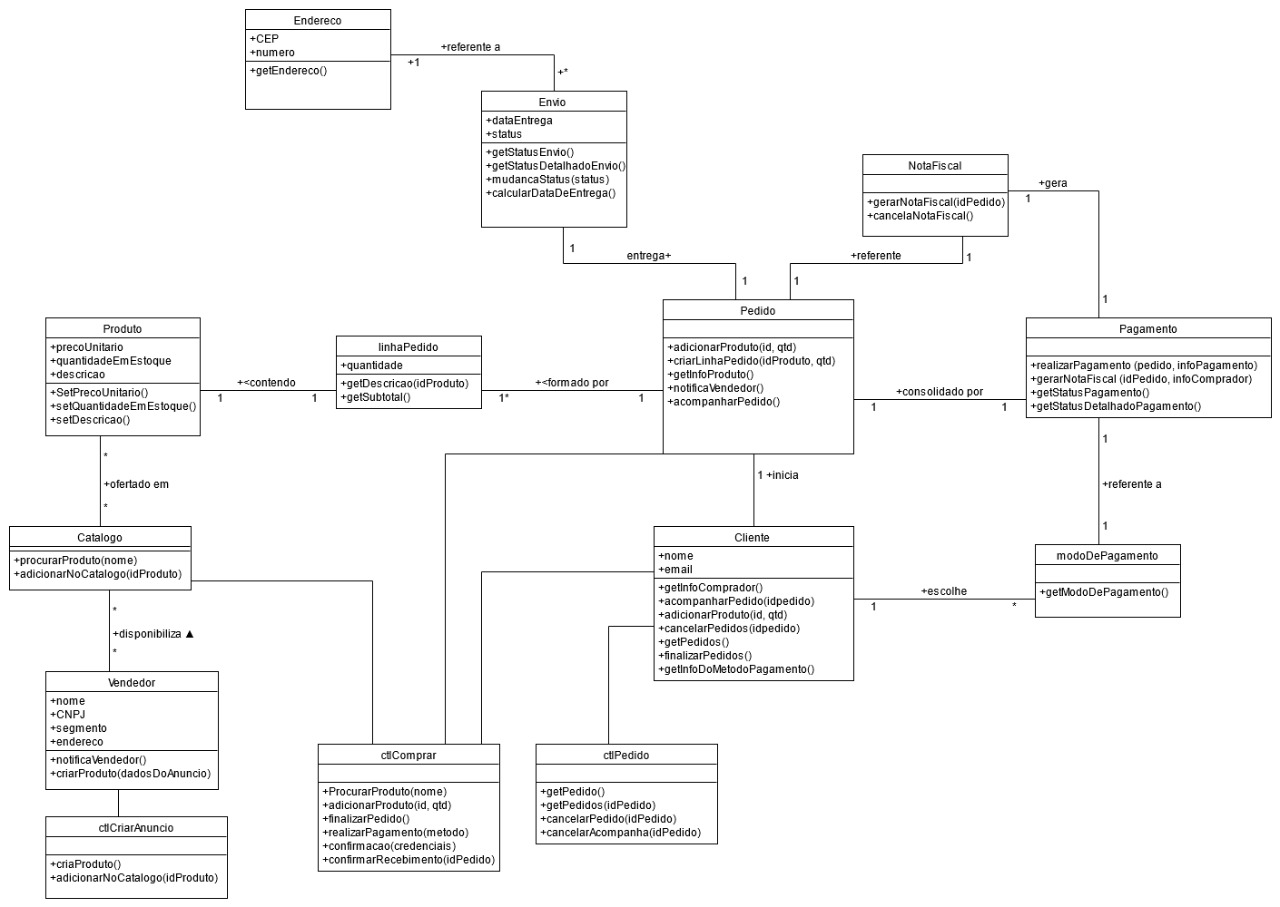 Endereco
+CEP
+numero
+getEndereco()
+referente a
+1
+*
Envio
+dataEntrega
+status
+getStatusEnvio()
+getStatusDetalhadoEnvio()
+mudancaStatus(status)
+calcularDataDeEntrega()
1
entrega+
1
NotaFiscal
+gerarNotaFiscal(idPedido)
+cancelaNotaFiscal()
+gera
1
1
+referente
1
1
Produto
+precoUnitario
+quantidadeEmEstoque
+descricao
+SetPrecoUnitario()
+setQuantidadeEmEstoque()
+setDescricao()
+<contendo
1
1
linhaPedido
+quantidade
+getDescricao(idProduto)
+getSubtotal()
+<formado por
1*
1
Pedido
+adicionarProduto(id, qtd)
+criarLinhaPedido(idProduto, qtd)
+getInfoProduto()
+notificaVendedor()
+acompanharPedido()
+consolidado por
1
1
Pagamento
+realizarPagamento (pedido, infoPagamento)
+gerarNotaFiscal (idPedido, infoComprador)
+getStatusPagamento()
+getStatusDetalhadoPagamento()
*
+ofertado em
*
1 +inicia
1
+referente a
1
Catalogo
+procurarProduto(nome)
+adicionarNoCatalogo(idProduto)
Cliente
+nome
+email
+getInfoComprador()
+acompanharPedido(idpedido)
+adicionarProduto(id, qtd)
+cancelarPedidos(idpedido)
+getPedidos()
+finalizarPedidos()
+getInfoDoMetodoPagamento()
+escolhe
1
*
modoDePagamento
+getModoDePagamento()
*
+disponibiliza ▲
*
Vendedor
+nome
+CNPJ
+segmento
+endereco
+notificaVendedor()
+criarProduto(dadosDoAnuncio)
ctlCriarAnuncio
+criaProduto()
+adicionarNoCatalogo(idProduto)
ctlComprar
+ProcurarProduto(nome)
+adicionarProduto(id, qtd)
+finalizarPedido()
+realizarPagamento(metodo)
+confirmacao(credenciais)
+confirmarRecebimento(idPedido)
ctlPedido
+getPedido()
+getPedidos(idPedido)
+cancelarPedido(idPedido)
+cancelarAcompanha(idPedido)